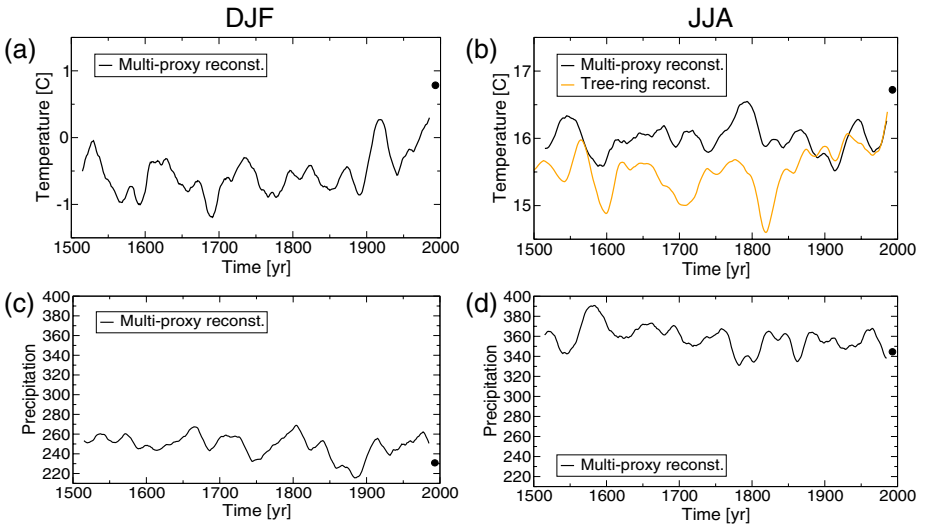 DJF
JJA
(a)
Multi-proxy reconst.
Temperature [C]
1
0
-1
1500 1600 1700 1800 1900 2000
Time [yr]
(b)
Multi-proxy reconst.
Tree-ring reconst.
Temperature [C]
17
16
15
1500 1600 1700 1800 1900 2000
Time [yr]
(c)
Multi-proxy reconst.
Precipitation
400
380
360
340
320
300
280
260
240
220
1500 1600 1700 1800 1900 2000
Time [yr]
(d)
Precipitation
400
380
360
340
320
300
280
260
240
220
Multi-proxy reconst.
1500 1600 1700 1800 1900 2000
Time [yr]